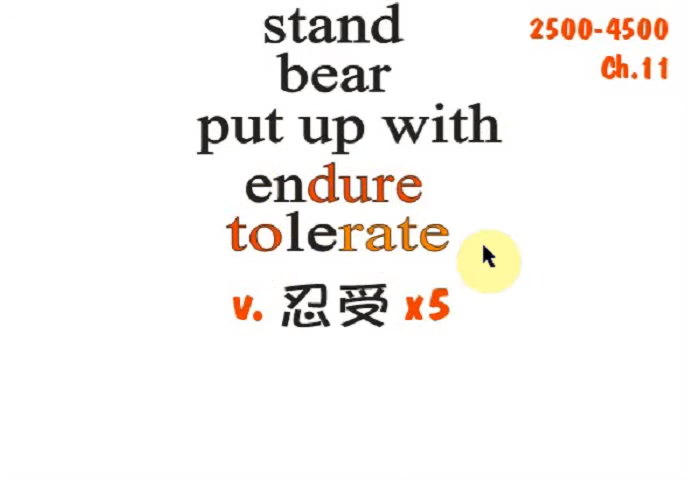 stand
2500-4500
bear
Ch.11
put up with
endure
tolerate
v. 忍受 x5